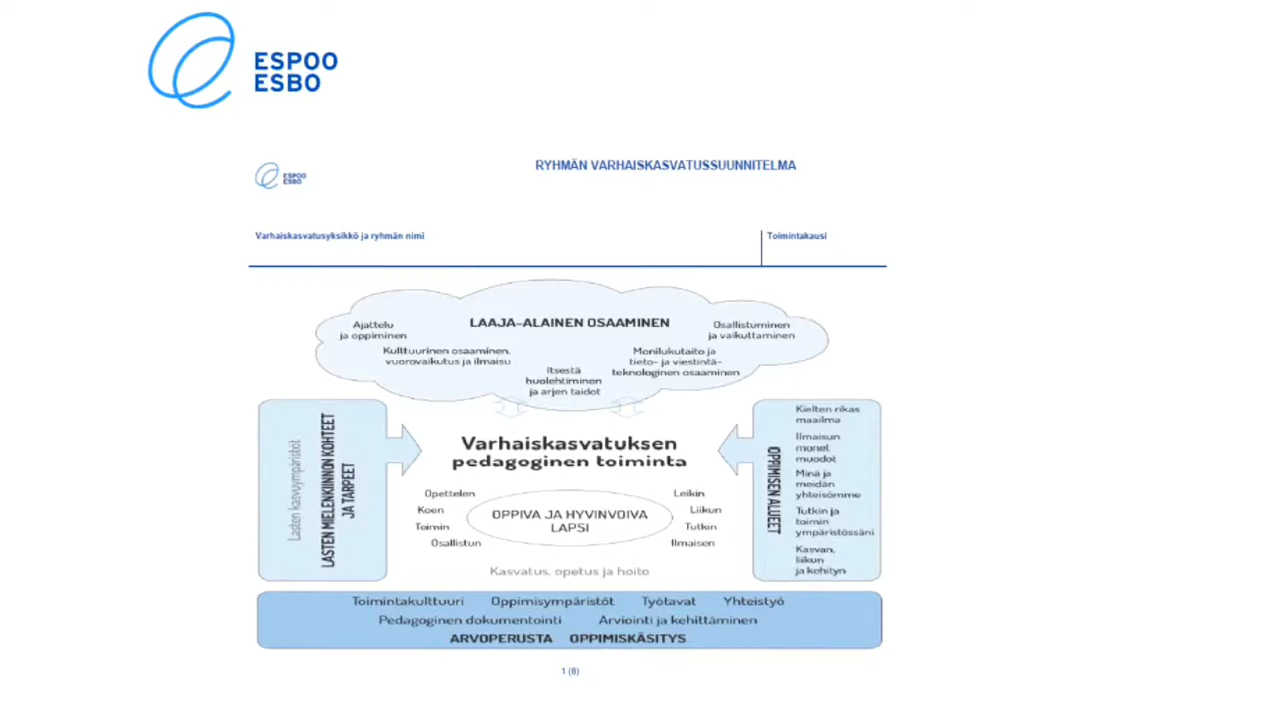 ESPOO
ESBO
ESPOO
ESBO
RYHMÄN VARHAISKASVATUSSUUNNITELMA
Varhaiskasvatusyksikkö ja ryhmän nimi
Toimintakausi
LAAJA-ALAINEN OSAAMINEN
Ajattelu
ja oppiminen
Kulttuurinen osaaminen,
vuorovaikutus ja ilmaisu
Itsestä
huolehtiminen
ja arjen taidot
Monilukutaito ja
tieto- ja viestintä-
teknologinen osaaminen
Osallistuminen
ja vaikuttaminen
Lasten kasvuympäristöt
LASTEN MIELENKIINNON KOHTEET
JA TARPEET
Varhaiskasvatuksen
pedagoginen toiminta
Opettelen
Koen
Toimin
Osallistun
OPPIVA JA HYVINVOIVA
LAPSI
Leikin
Liikun
Tutkin
Ilmaisen
Kasvatus, opetus ja hoito
OPPIMISEN ALUEET
Kielten rikas
maailma
Ilmaisun
monet
muodot
Minä ja
meidän
yhteisömme
Tutkin ja
toimin
ympäristössäni
Kasvan,
liikun
ja kehityn
Toimintakulttuuri Oppimisympäristöt Työtavat Yhteistyö
Pedagoginen dokumentointi Arviointi ja kehittäminen
ARVOPERUSTA OPPIMISKÄSITYS
1 (8)